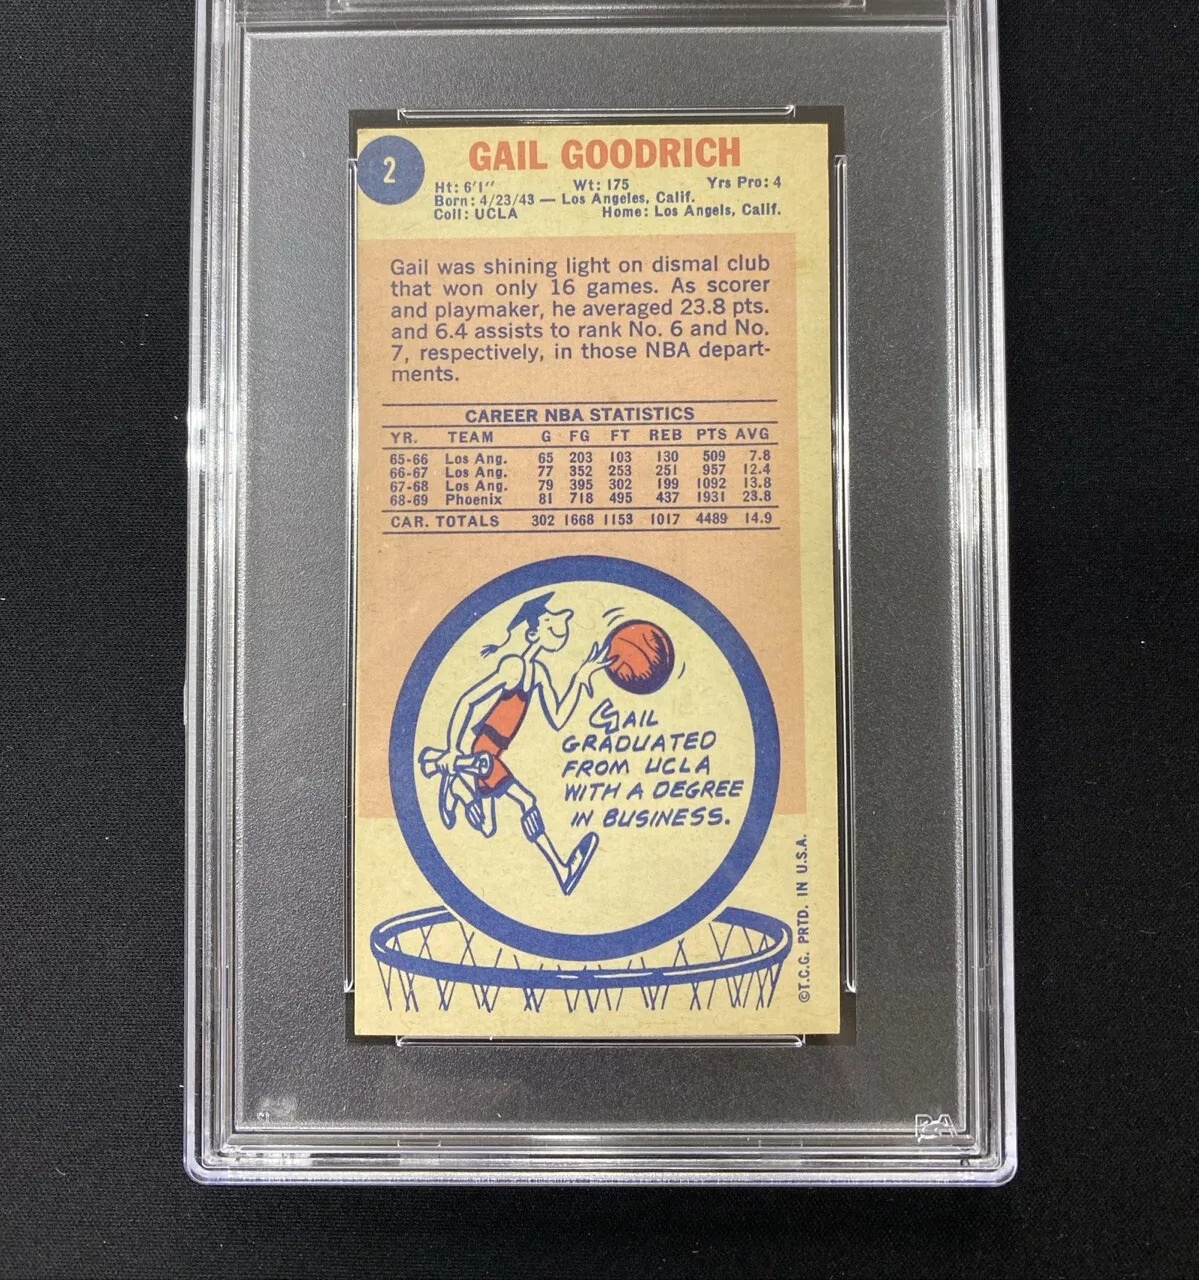 2
GAIL GOODRICH
Ht: 6'1" Wt: 175 Yrs Pro: 4
Born: 4/23/43 — Los Angeles, Calif.
Coll: UCLA Home: Los Angels, Calif.
Gail was shining light on dismal club
that won only 16 games. As scorer
and playmaker, he averaged 23.8 pts.
and 6.4 assists to rank No. 6 and No.
7, respectively, in those NBA depart-
ments.
CAREER NBA STATISTICS
YR. TEAM G FG FT REB PTS AVG
65-66 Los Ang. 65 203 103 130 509 7.8
66-67 Los Ang. 77 352 253 251 957 12.4
67-68 Los Ang. 79 395 302 199 1092 13.8
68-69 Phoenix 81 718 495 437 1931 23.8
CAR. TOTALS 302 1668 1153 1017 4489 14.9
GAIL
GRADUATED
FROM UCLA
WITH A DEGREE
IN BUSINESS.
©T.C.G. PRTD. IN U.S.A.
PSA